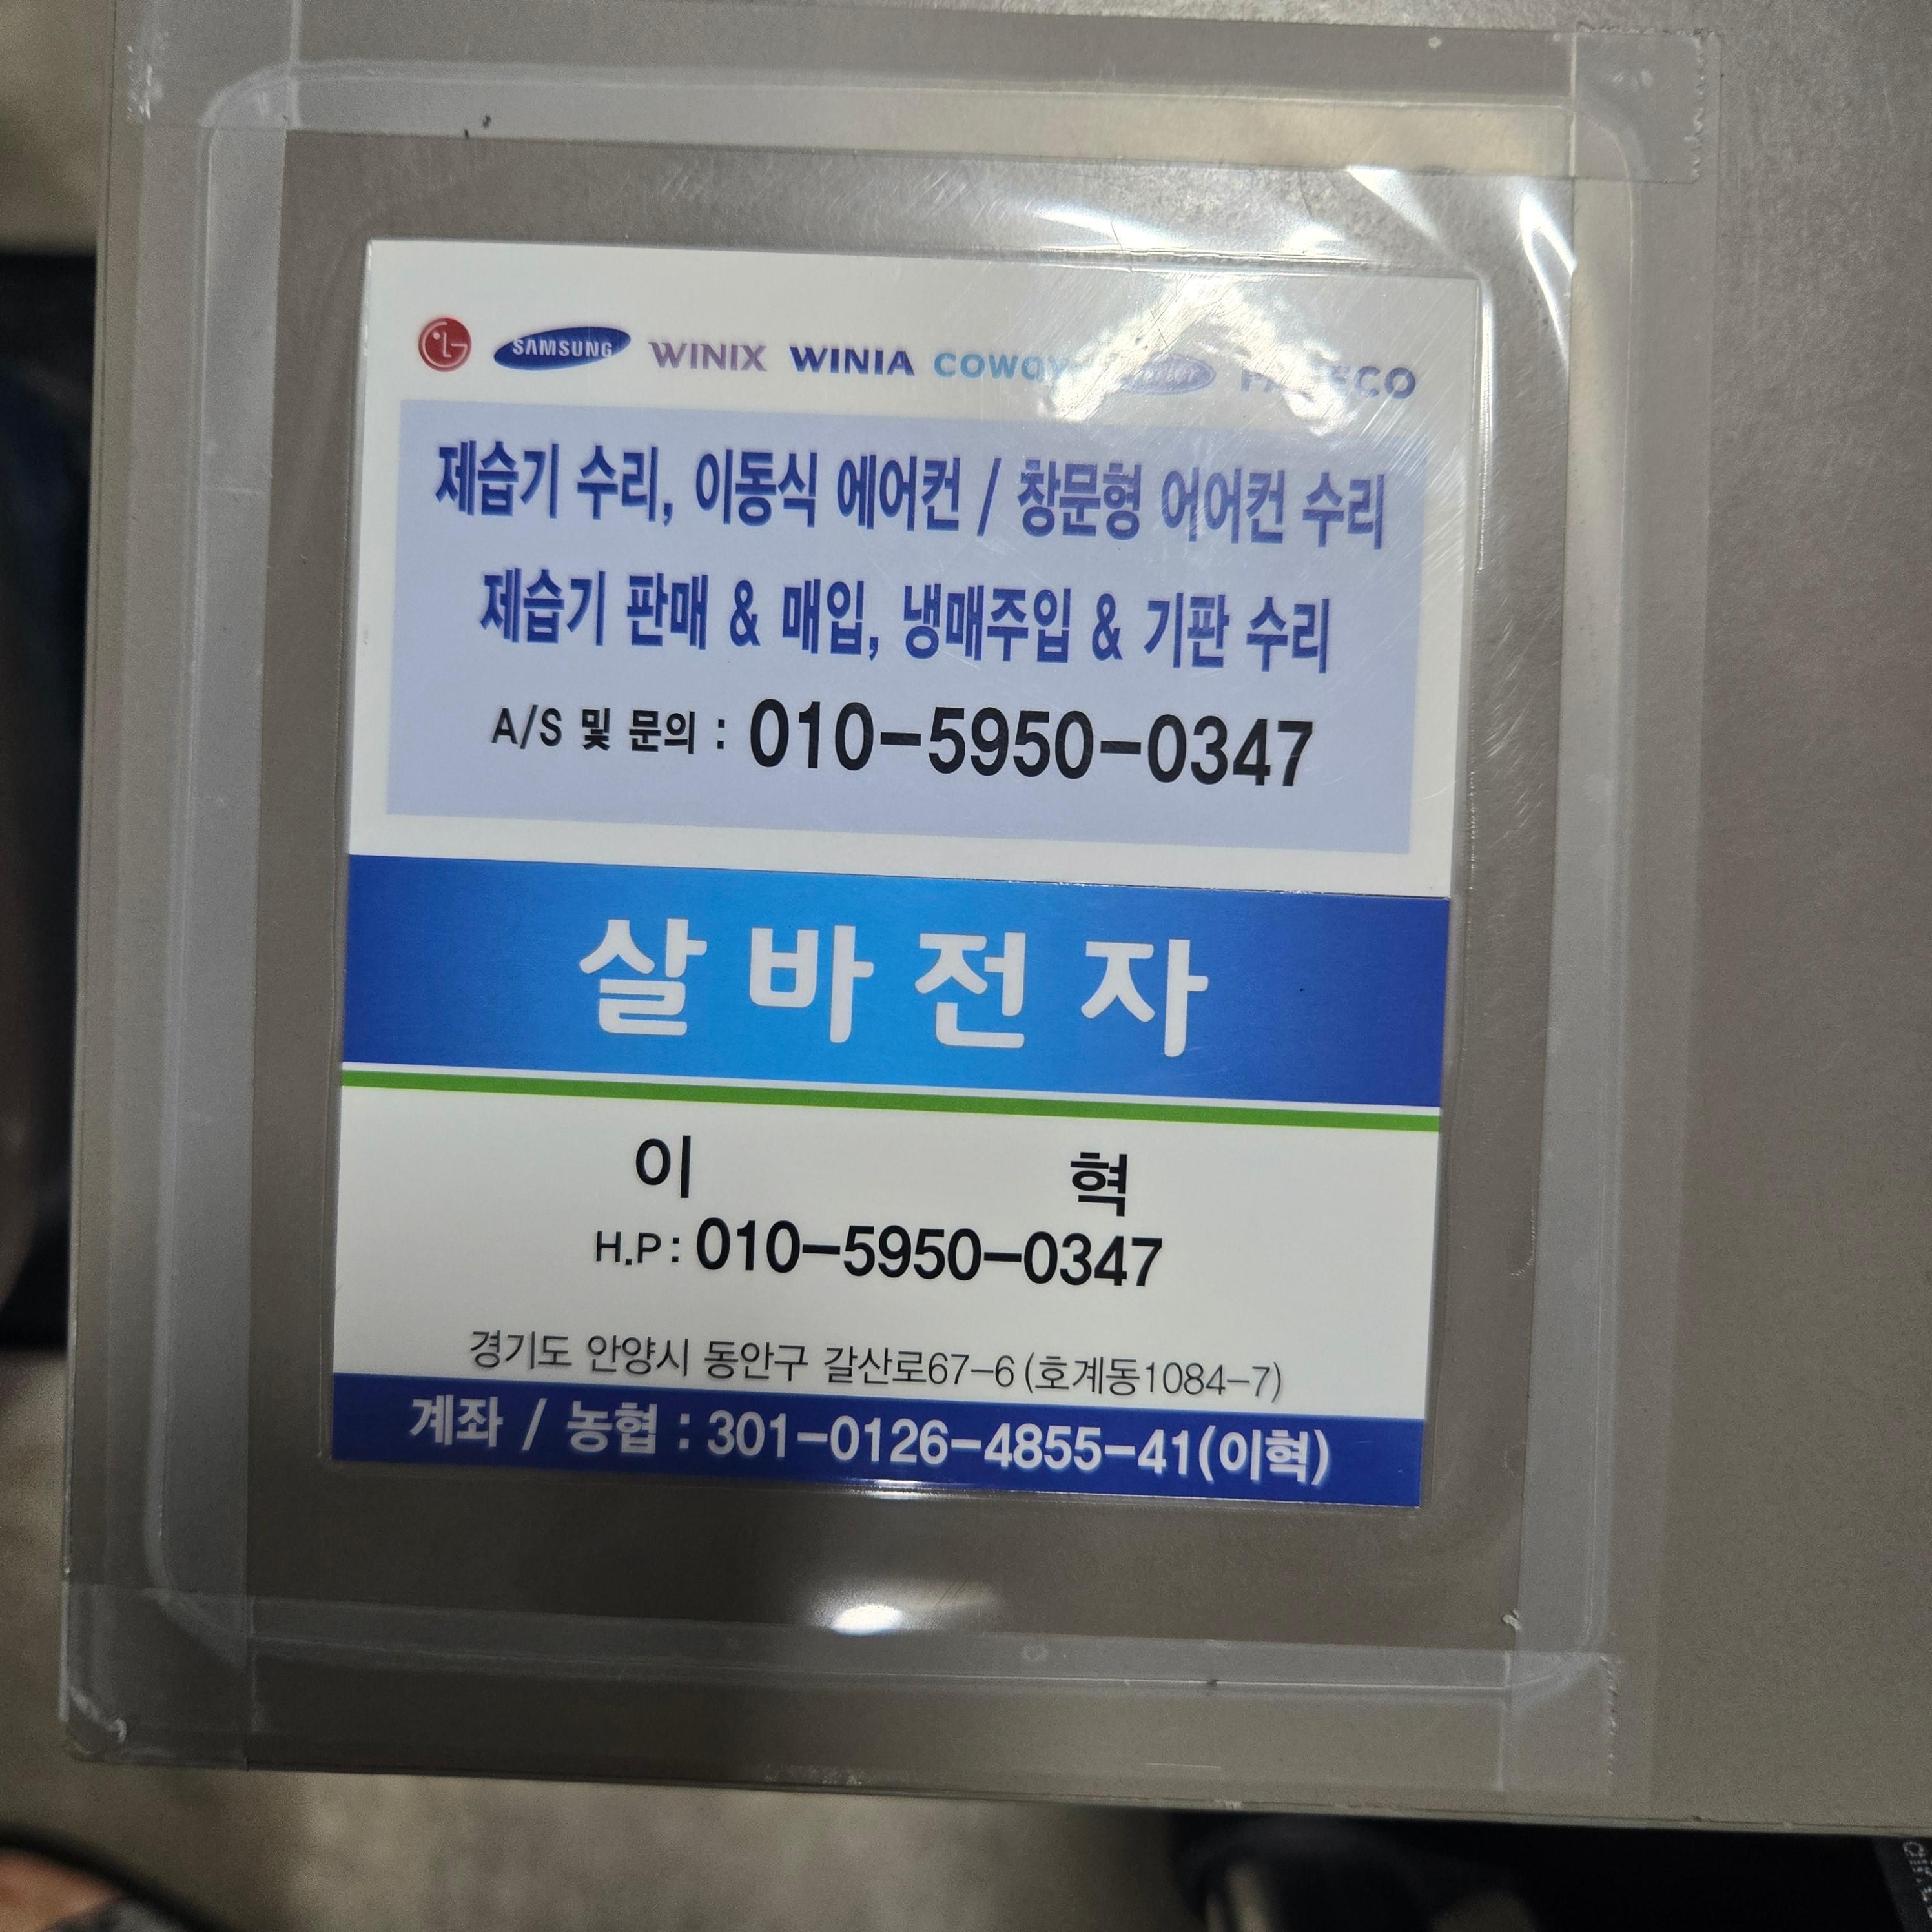 LG SAMSUNG WINIX WINIA coway
제습기 수리, 이동식 에어컨 / 창문형 어어컨 수리
제습기 판매 & 매입, 냉매주입 & 기판 수리
A/S 및 문의 : 010-5950-0347
살바전자
이 혁
H.P: 010-5950-0347
경기도 안양시 동안구 갈산로67-6 (호계동1084-7)
계좌 / 농협 : 301-0126-4855-41(이혁)